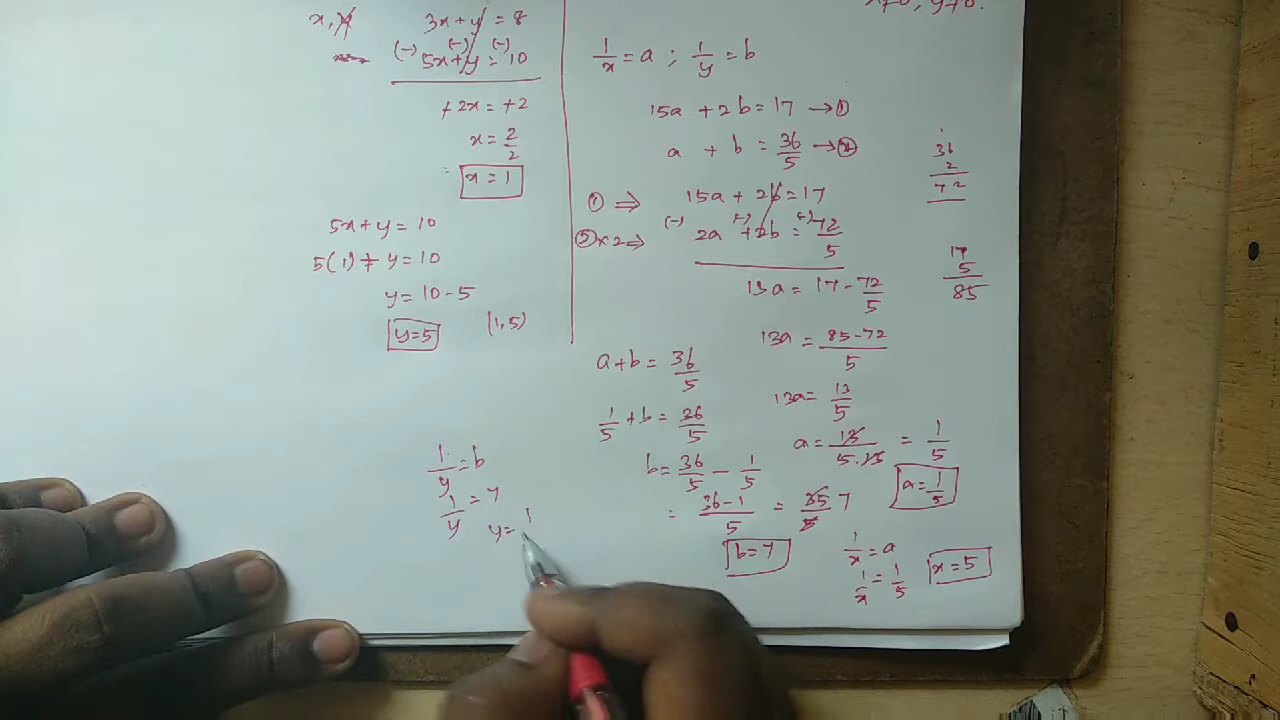 x, y 3x+y = 8
(-) (-) (-)
5x+y = 10
+2x = +2
x = 2/2
x = 1
5x+y = 10
5(1)+y = 10
y = 10-5
y=5 (1,5)
x≠0, y≠0.
1/x = a ; 1/y = b
15a + 2b = 17 → ①
a + b = 36/5 → ②
① ⇒ 15a + 2b = 17
(-) (-) (-)
②x2 ⇒ 2a + 2b = 72/5
13a = 17 - 72/5
13a = 85-72/5
13a = 13/5
a = 13/5.13 = 1/5
a = 1/5
36
2
72
17
5
85
a+b = 36/5
1/5 + b = 26/5
b = 36/5 - 1/5
= 36-1/5 = 35/5 7
b = 7
1/x = a
1/x = 1/5
x = 5
1/y = b
1/y = 7
y = 1